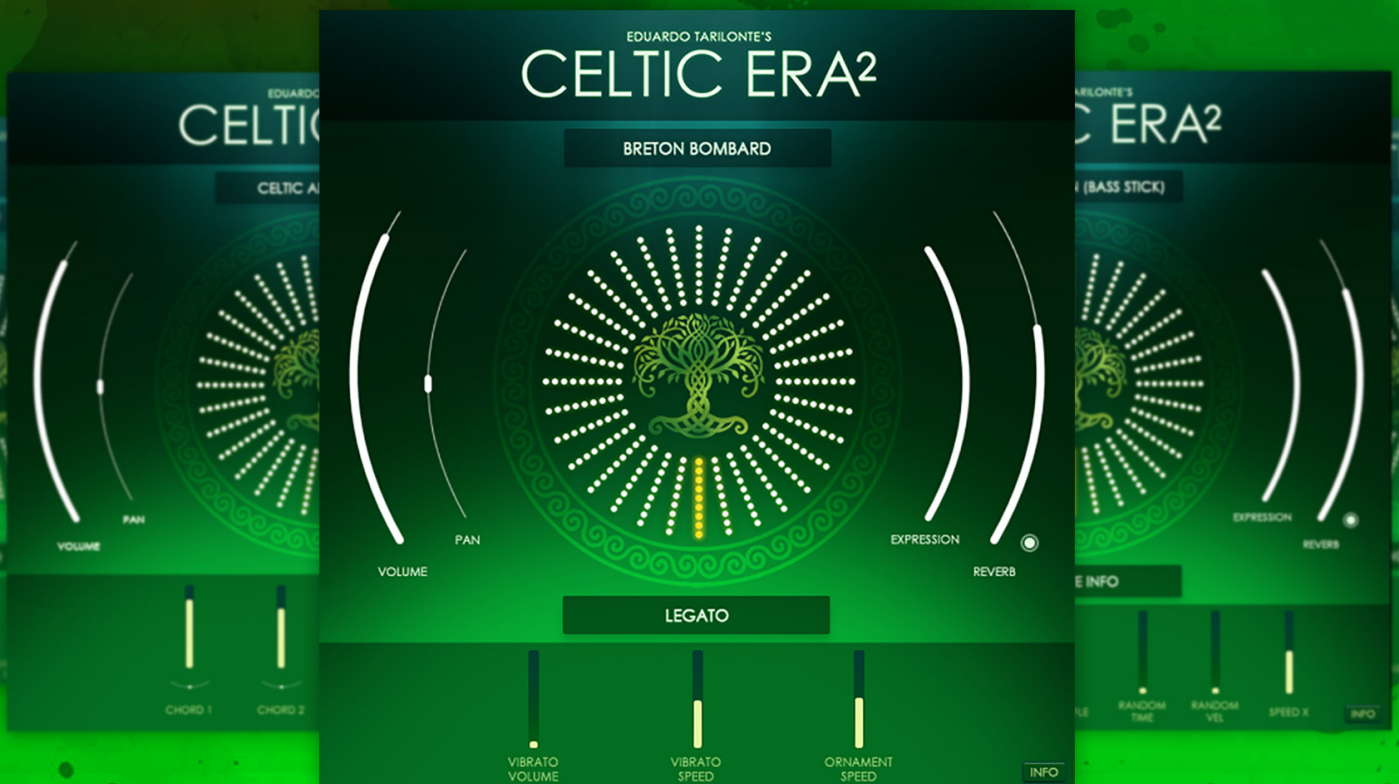 EDUARDO TARILONTE'S
CELTIC ERA²
BRETON BOMBARD
VOLUME
PAN
EXPRESSION
REVERB
LEGATO
VIBRATO
VOLUME
VIBRATO
SPEED
ORNAMENT
SPEED
INFO
EDUARDO
CELTIC
PAN
VOLUME
CHORD 1
CHORD 2
ERA²
(BASS STICK)
EXPRESSION
REVERB
INFO
RANDOM
TIME
RANDOM
VEL
SPEED X
INFO